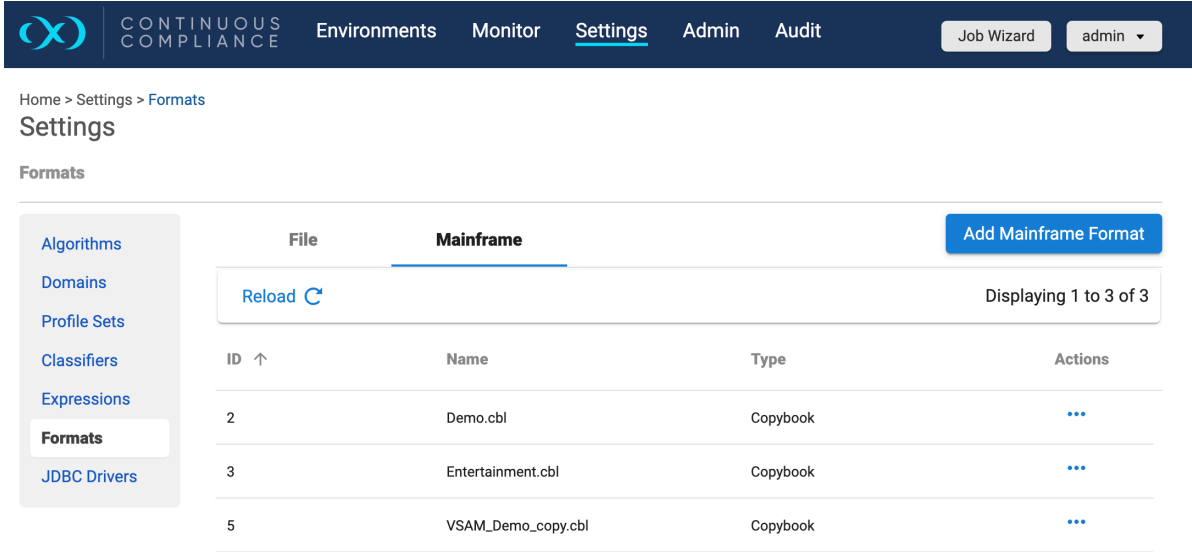 CONTINUOUS
COMPLIANCE
Environments Monitor Settings Admin Audit Job Wizard admin
Home > Settings > Formats
Settings
Formats
Algorithms
Domains
Profile Sets
Classifiers
Expressions
Formats
JDBC Drivers
File Mainframe Add Mainframe Format
Reload Displaying 1 to 3 of 3
ID Name Type Actions
2 Demo.cbl Copybook
3 Entertainment.cbl Copybook
5 VSAM_Demo_copy.cbl Copybook